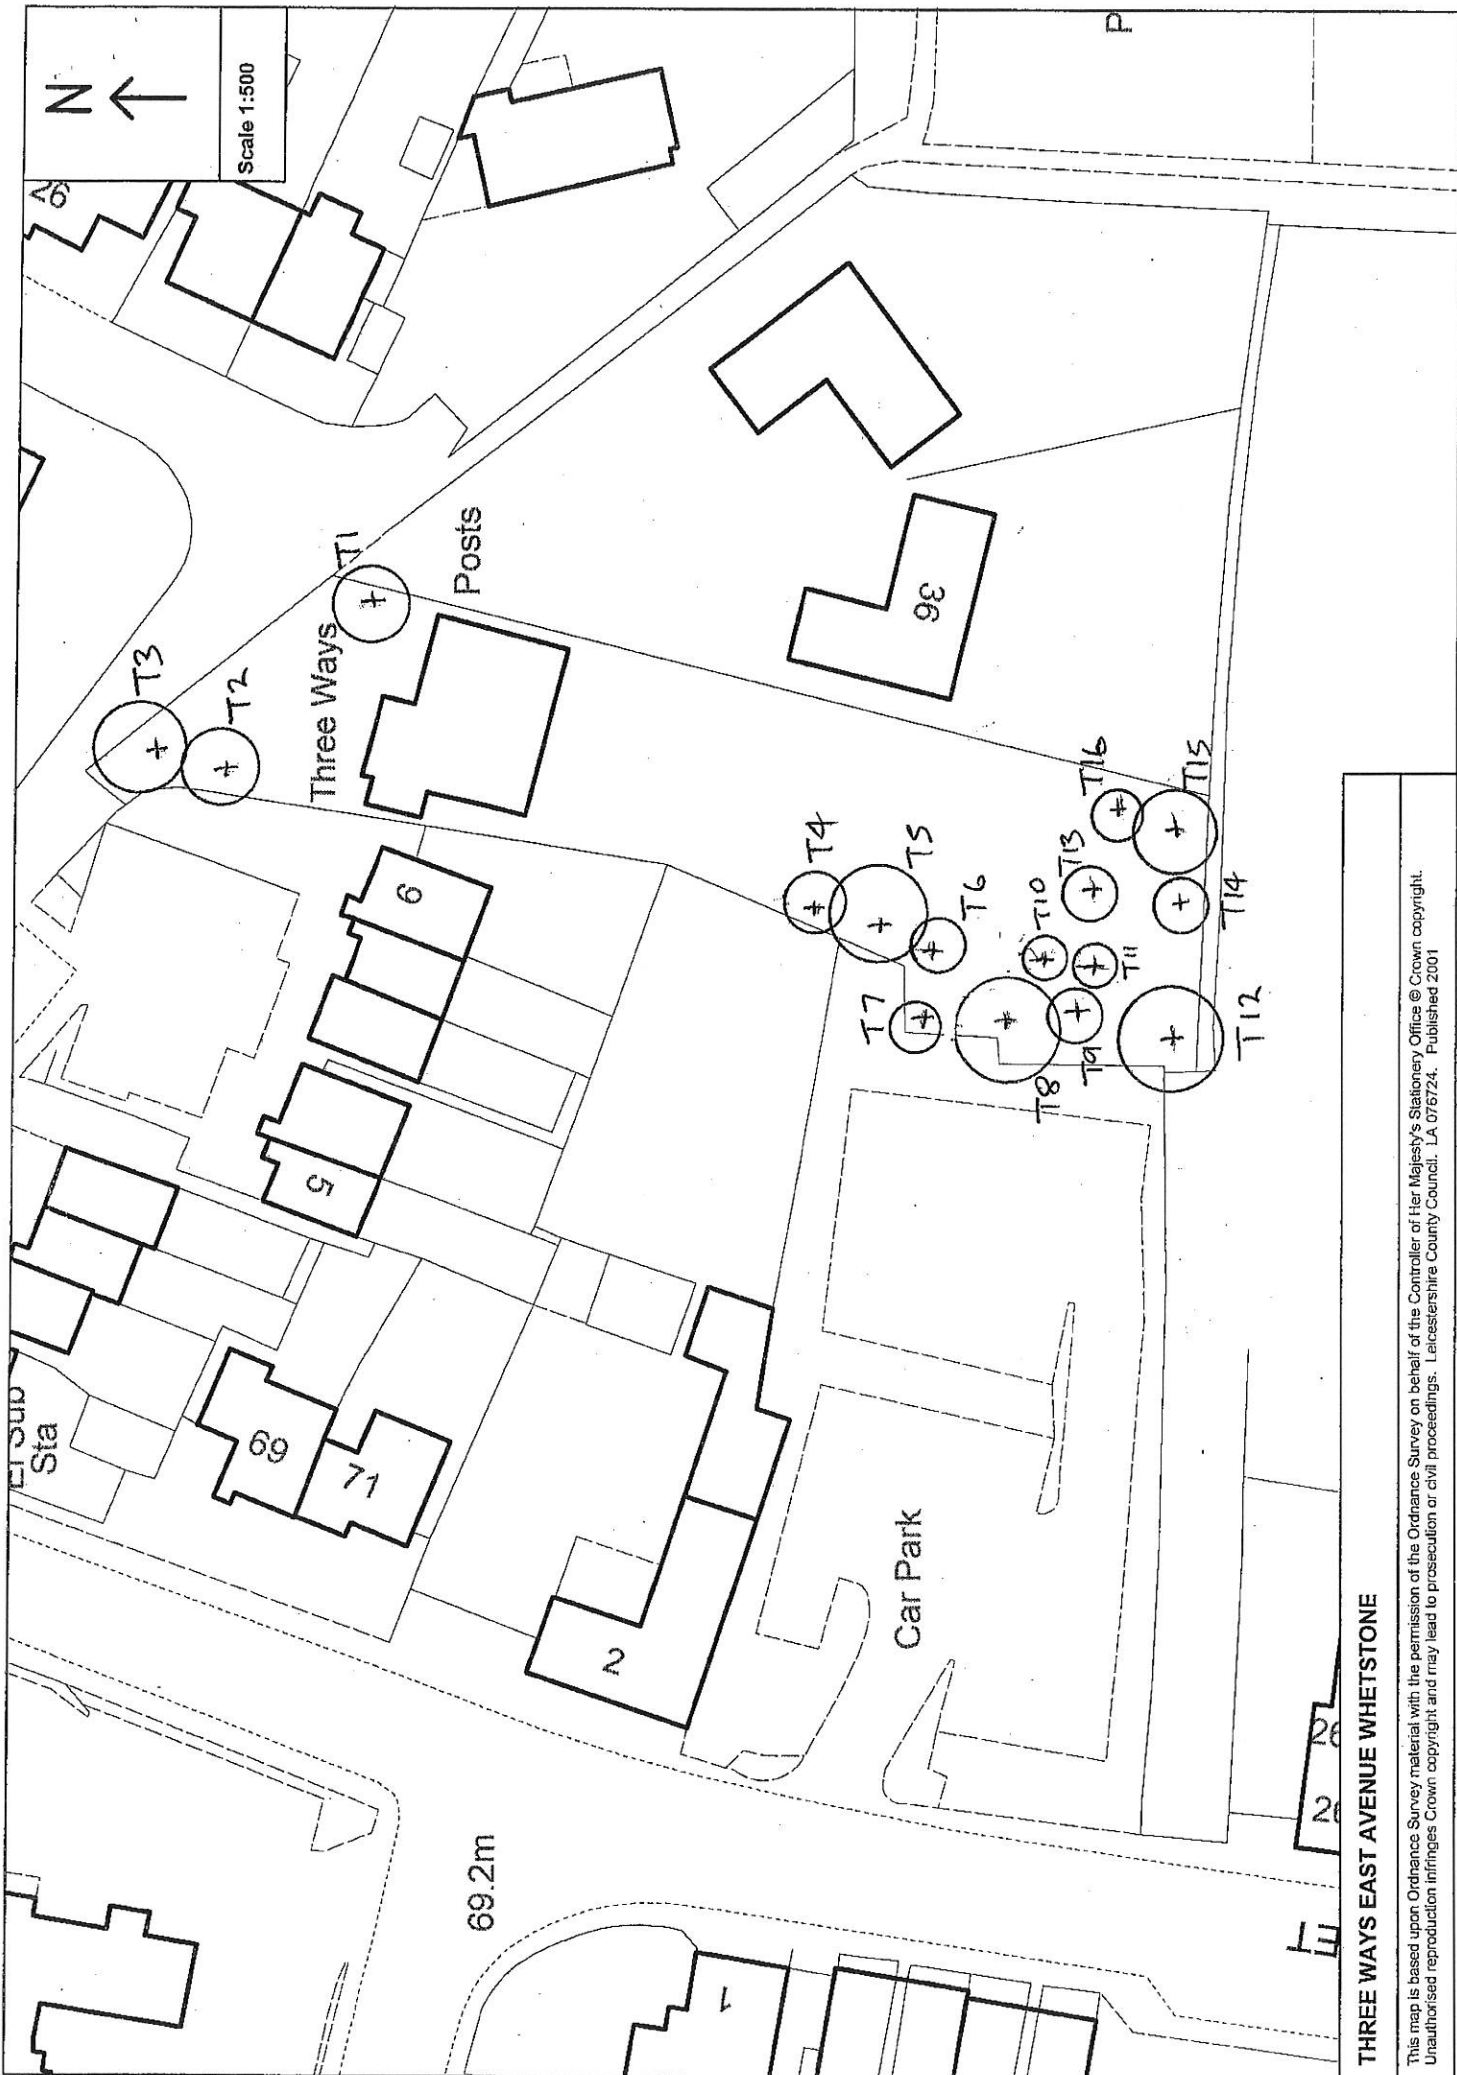 N
Scale 1:500
26
T3
T2
T1
Three Ways
Posts
9
5
36
T4
T5
T6
T7
T8
T9
T10
T11
T12
T13
T14
T15
T16
Sta
69
71
2
Car Park
69.2m
1
P
26
THREE WAYS EAST AVENUE WHETSTONE
This map is based upon Ordnance Survey material with the permission of the Ordnance Survey on behalf of the Controller of Her Majesty's Stationery Office © Crown copyright.
Unauthorised reproduction infringes Crown copyright and may lead to prosecution or civil proceedings. Leicestershire County Council. LA 076724. Published 2001